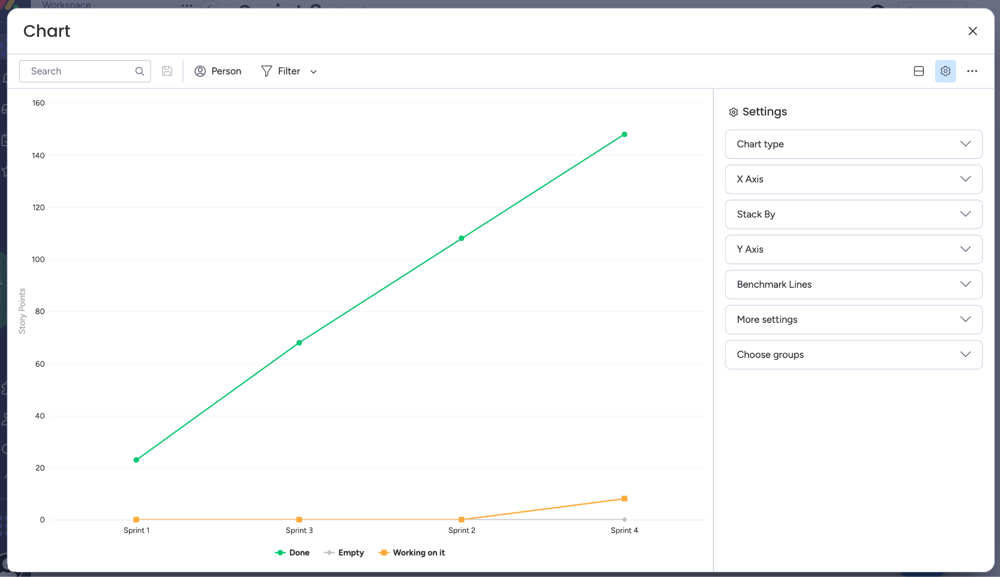 Workspace
Chart
Search
Person
Filter
160
140
120
100
80
60
40
20
0
Story Points
Sprint 1
Sprint 3
Sprint 2
Sprint 4
Done
Empty
Working on it
Settings
Chart type
X Axis
Stack By
Y Axis
Benchmark Lines
More settings
Choose groups